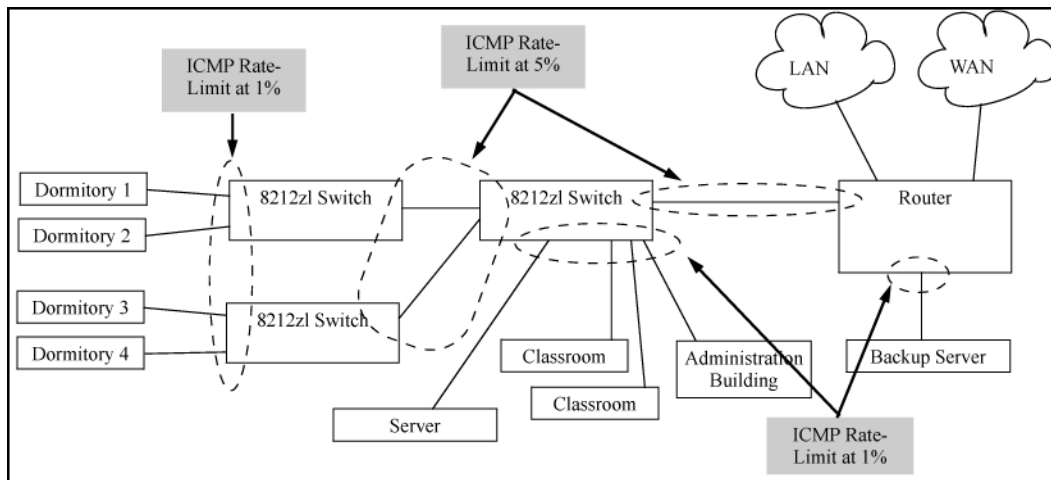 ICMP Rate-
Limit at 1%
ICMP Rate-
Limit at 5%
LAN
WAN
Dormitory 1
Dormitory 2
8212zl Switch
8212zl Switch
Router
Dormitory 3
Dormitory 4
8212zl Switch
Classroom
Administration
Building
Backup Server
Classroom
Server
ICMP Rate-
Limit at 1%